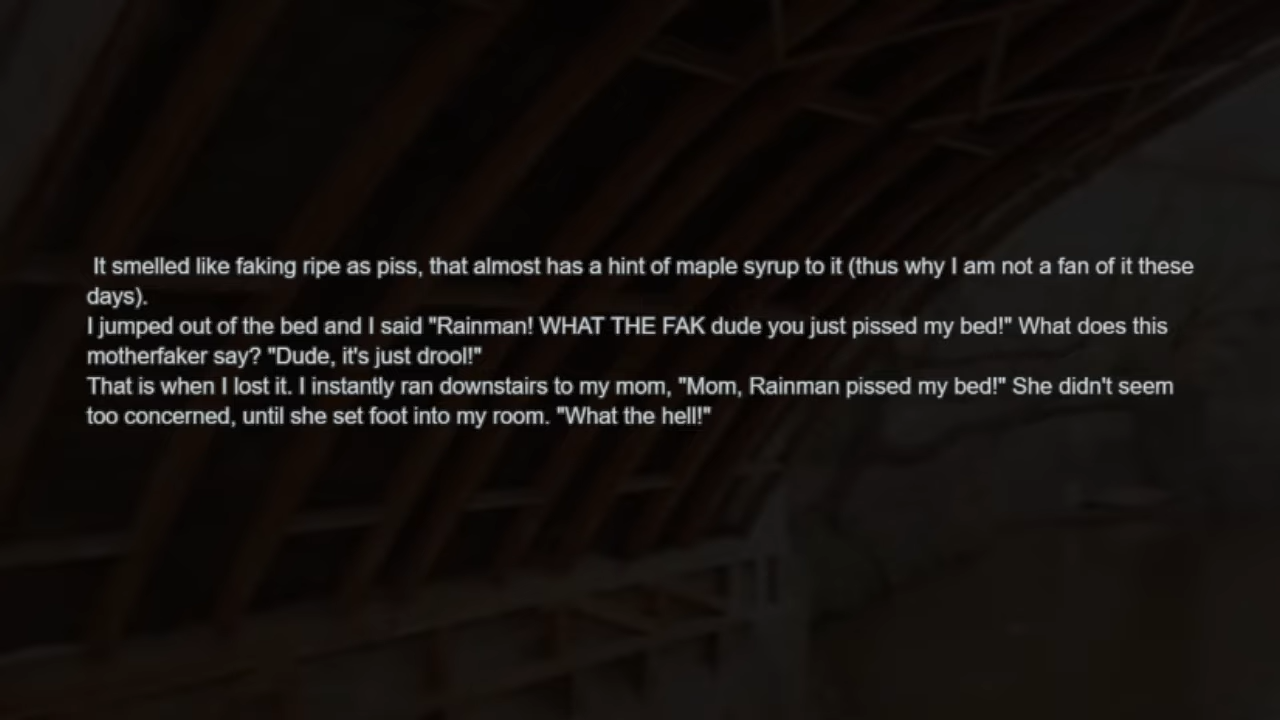 It smelled like faking ripe as piss, that almost has a hint of maple syrup to it (thus why I am not a fan of it these
days).
I jumped out of the bed and I said "Rainman! WHAT THE FAK dude you just pissed my bed!" What does this
motherfaker say? "Dude, it's just drool!"
That is when I lost it. I instantly ran downstairs to my mom, "Mom, Rainman pissed my bed!" She didn't seem
too concerned, until she set foot into my room. "What the hell!"